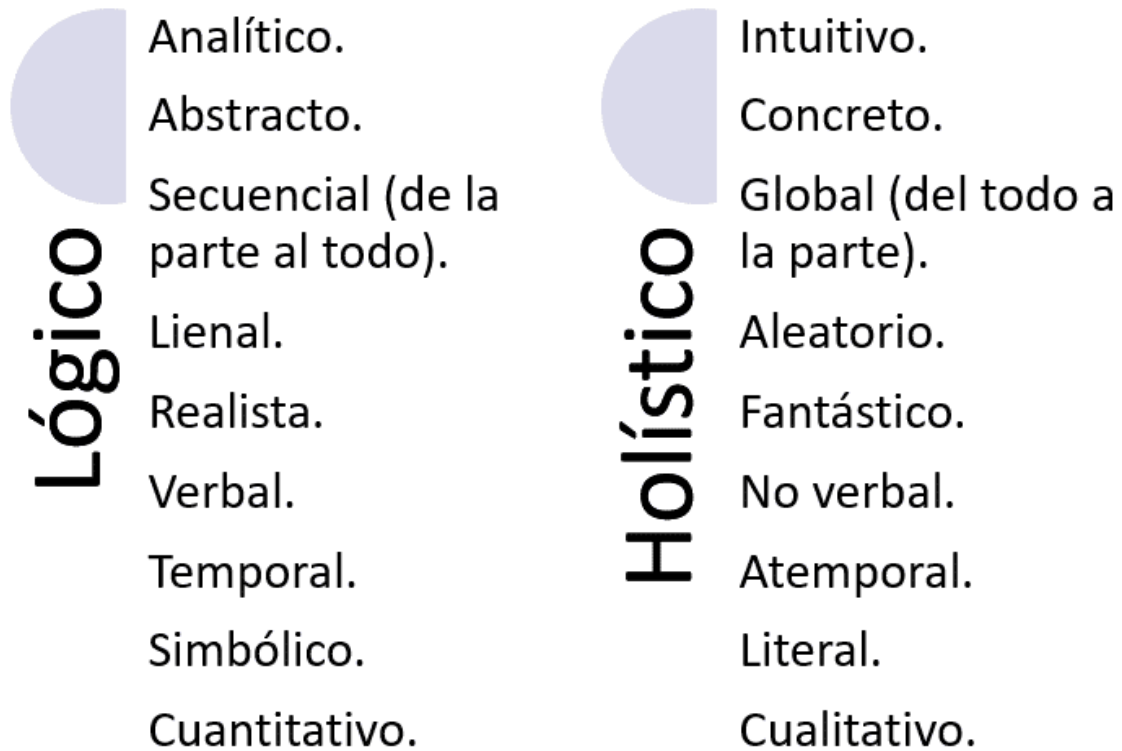 Lógico
Analítico.
Abstracto.
Secuencial (de la
parte al todo).
Lienal.
Realista.
Verbal.
Temporal.
Simbólico.
Cuantitativo.
Holístico
Intuitivo.
Concreto.
Global (del todo a
la parte).
Aleatorio.
Fantástico.
No verbal.
Atemporal.
Literal.
Cualitativo.